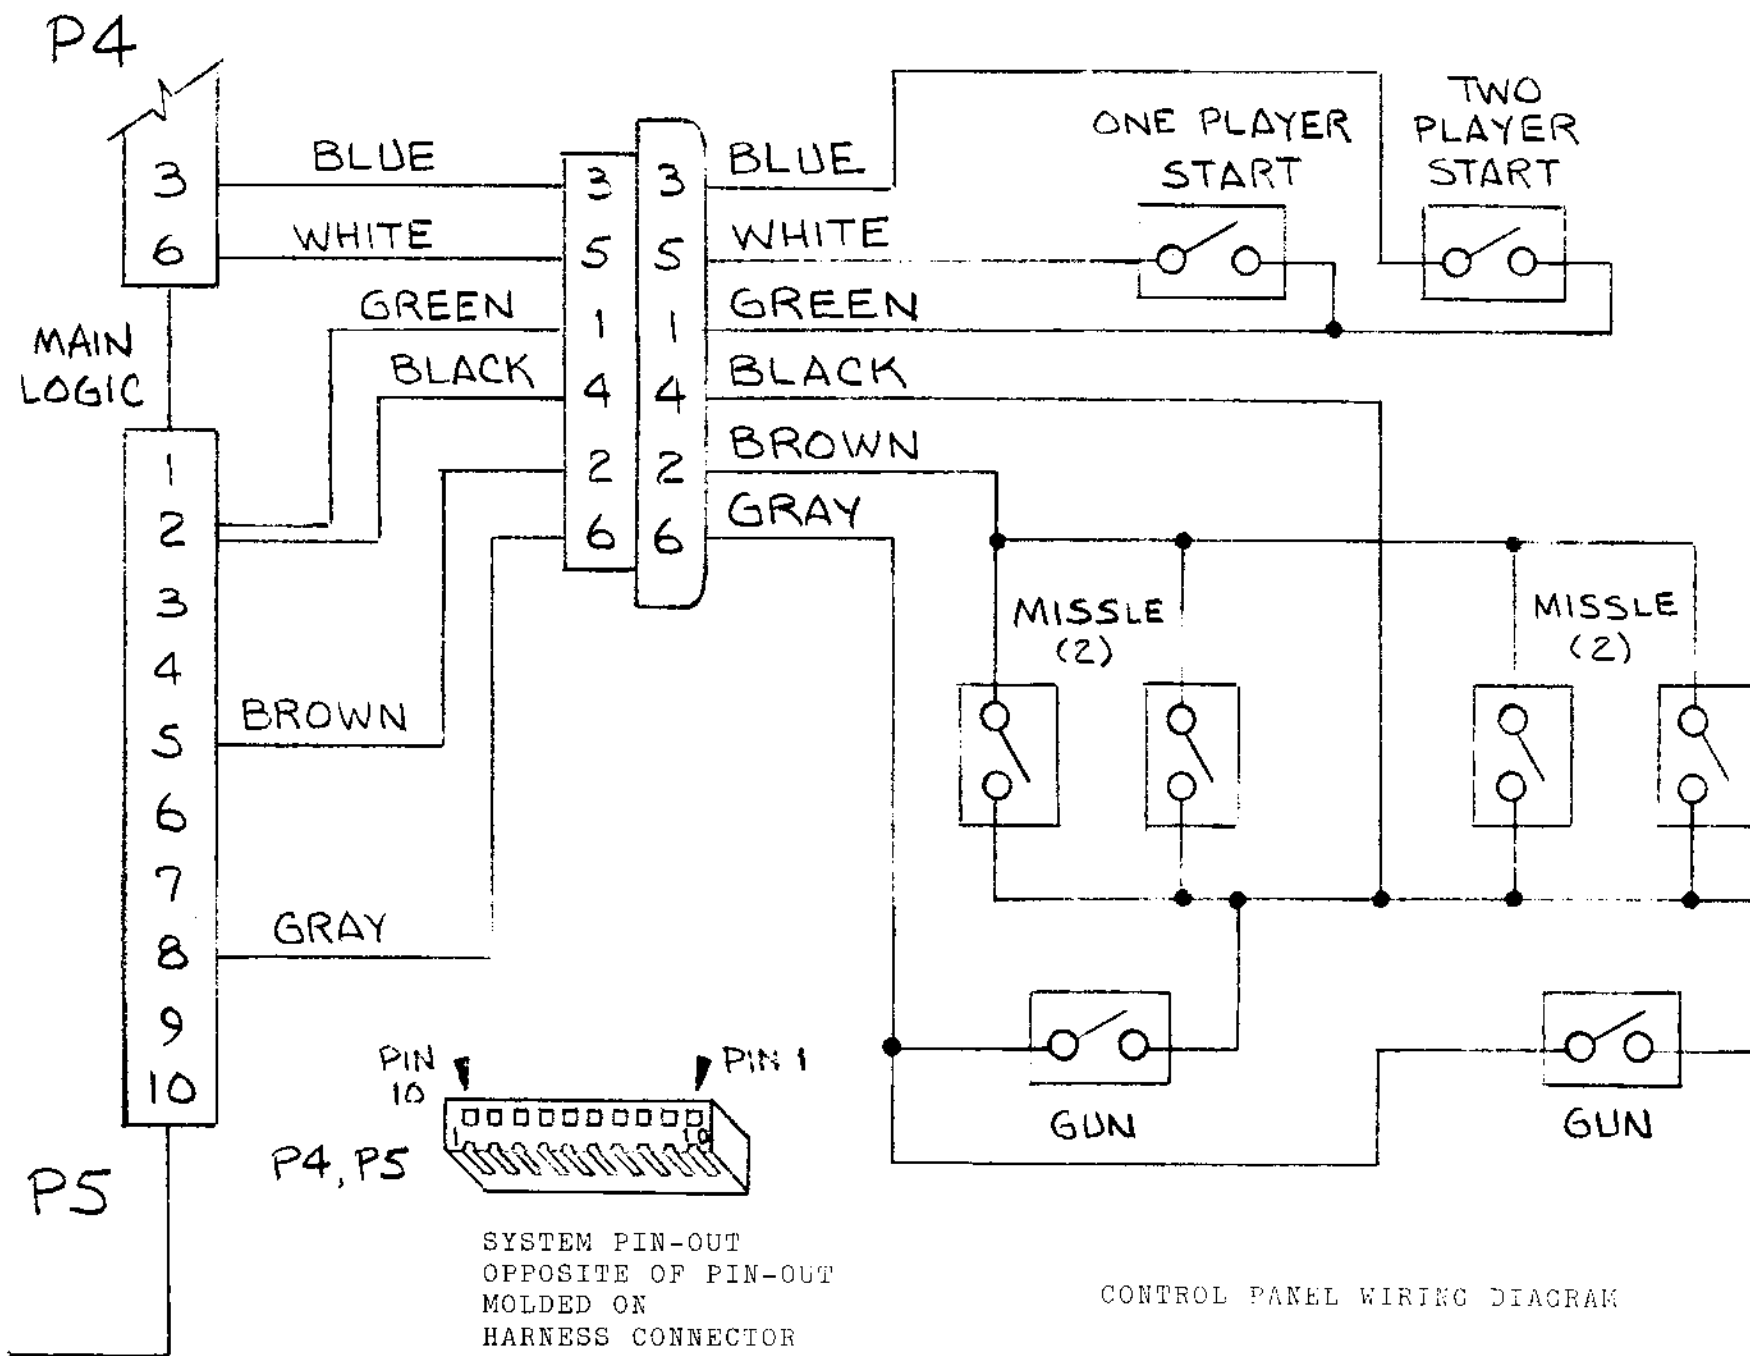 P4
TWO
ONE PLAYER PLAYER
START START
3 BLUE 3 3 BLUE
6 WHITE 5 5 WHITE
GREEN 1 1 GREEN
MAIN
LOGIC
BLACK 4 4 BLACK
1 2 2 BROWN
2 6 6 GRAY
3
MISSLE MISSLE
(2) (2)
4
5 BROWN
6
7
8 GRAY
9
10
PIN
10
PIN 1
1 10
GUN GUN
P4, P5
P5
SYSTEM PIN-OUT
OPPOSITE OF PIN-OUT
MOLDED ON
HARNESS CONNECTOR
CONTROL PANEL WIRING DIAGRAM